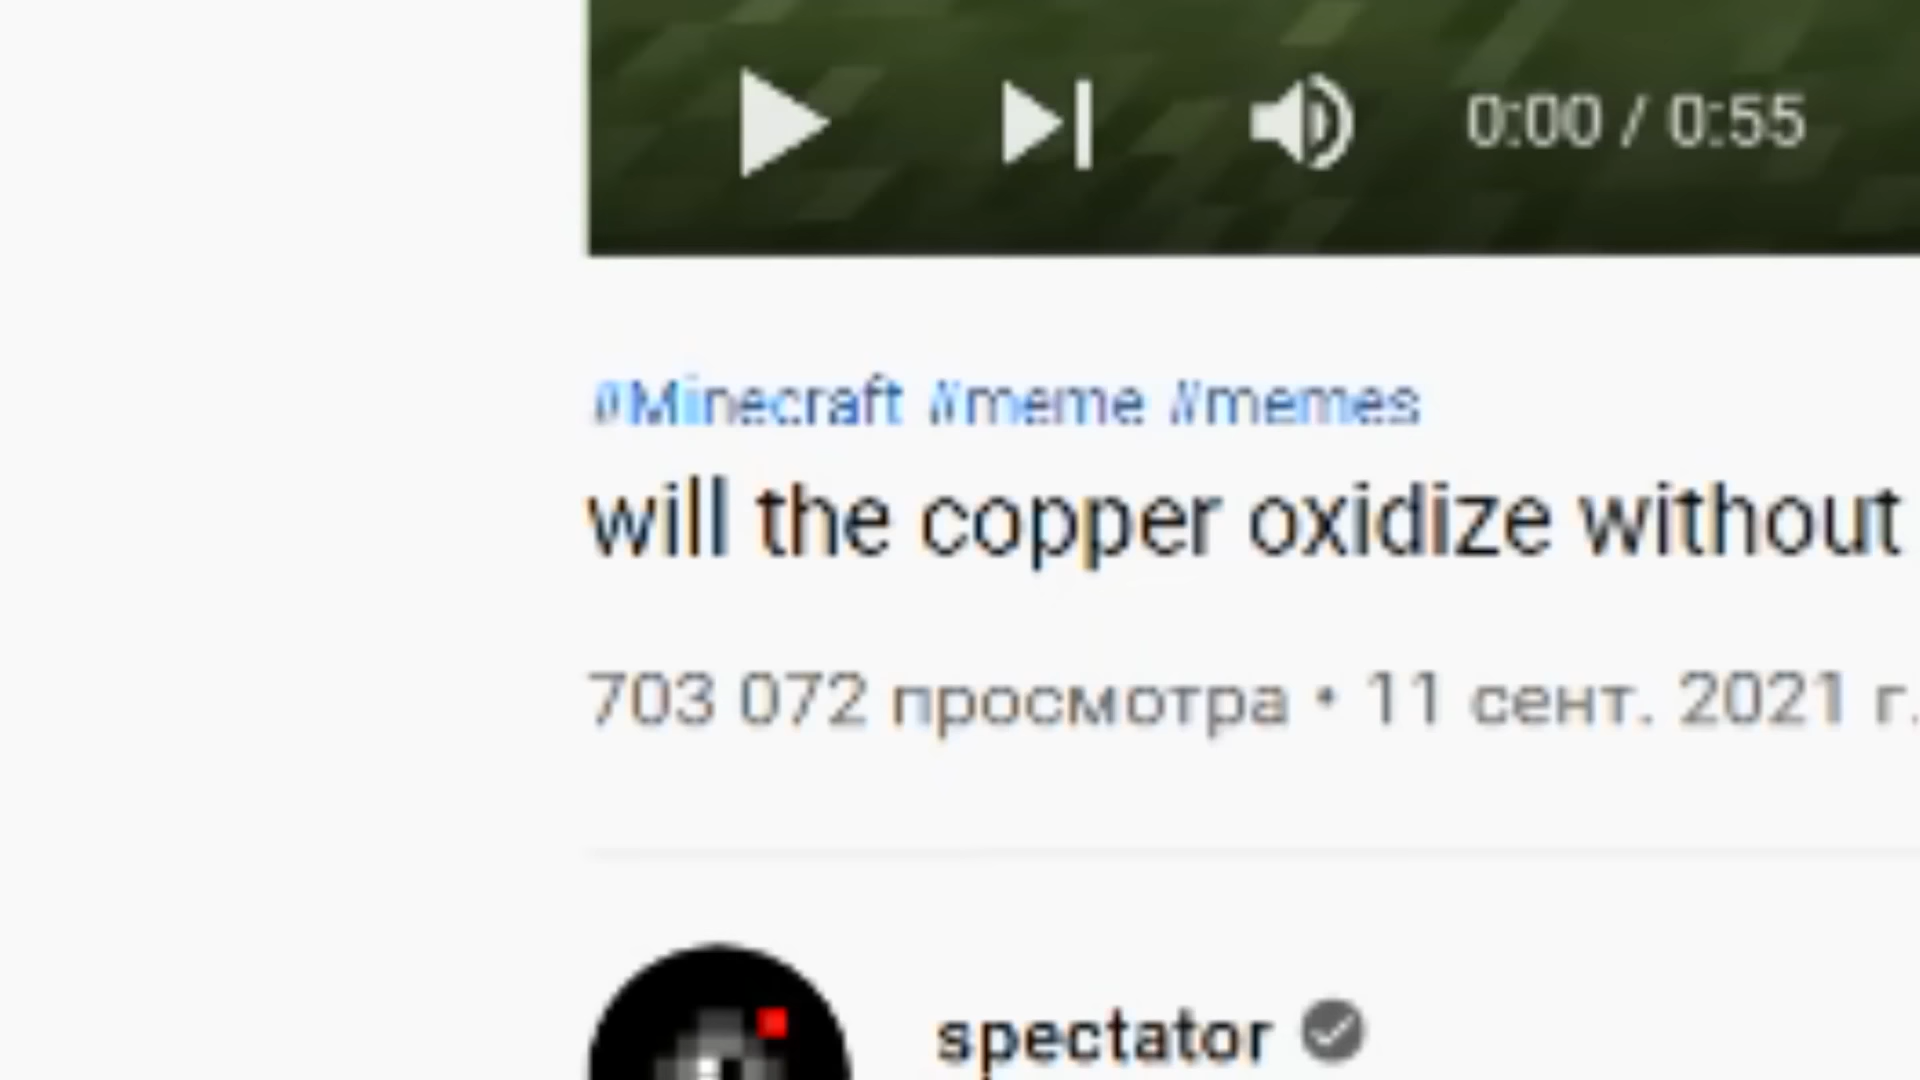 0:00 / 0:55
#Minecraft #meme #memes
will the copper oxidize without
703 072 просмотра • 11 сент. 2021 г.
spectator